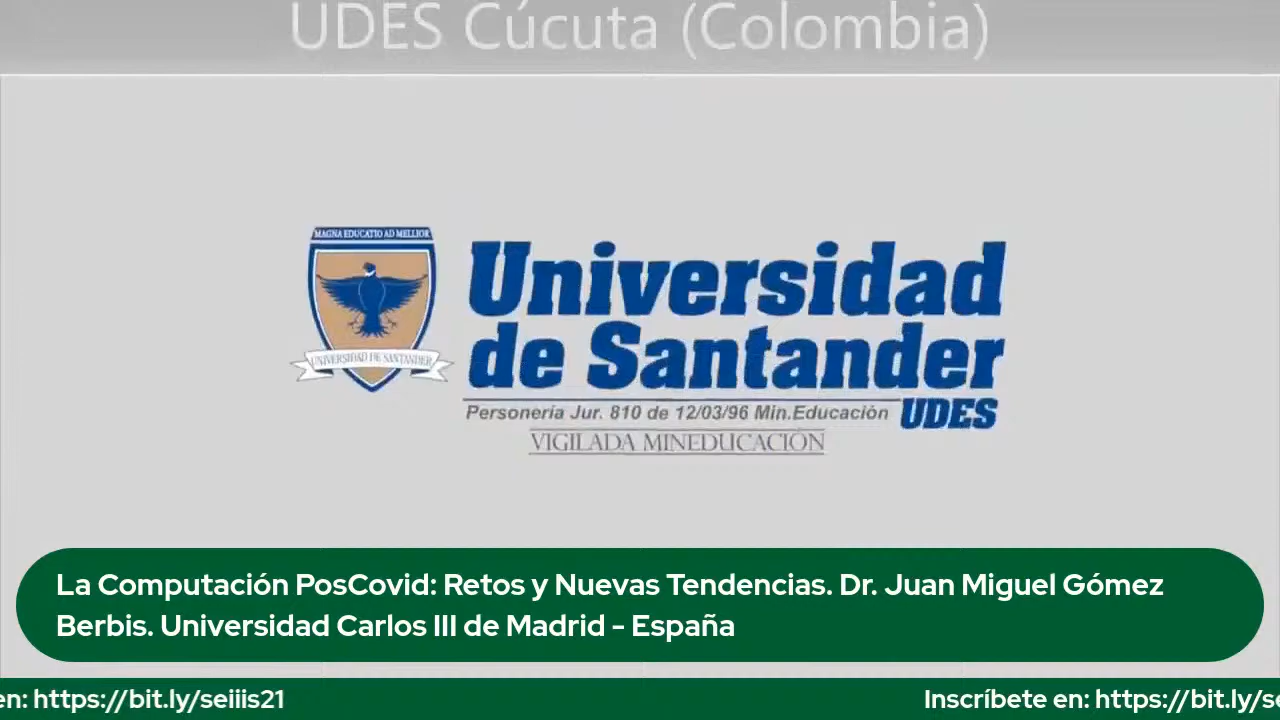 UDES Cúcuta (Colombia)
MAGNA EDUCATIO AD MELLIOR
UNIVERSIDAD DE SANTANDER
Universidad
de Santander
Personería Jur. 810 de 12/03/96 Min.Educación UDES
VIGILADA MINEDUCACIÓN
La Computación PosCovid: Retos y Nuevas Tendencias. Dr. Juan Miguel Gómez
Berbis. Universidad Carlos III de Madrid - España
en: https://bit.ly/seiiis21 Inscríbete en: https://bit.ly/se